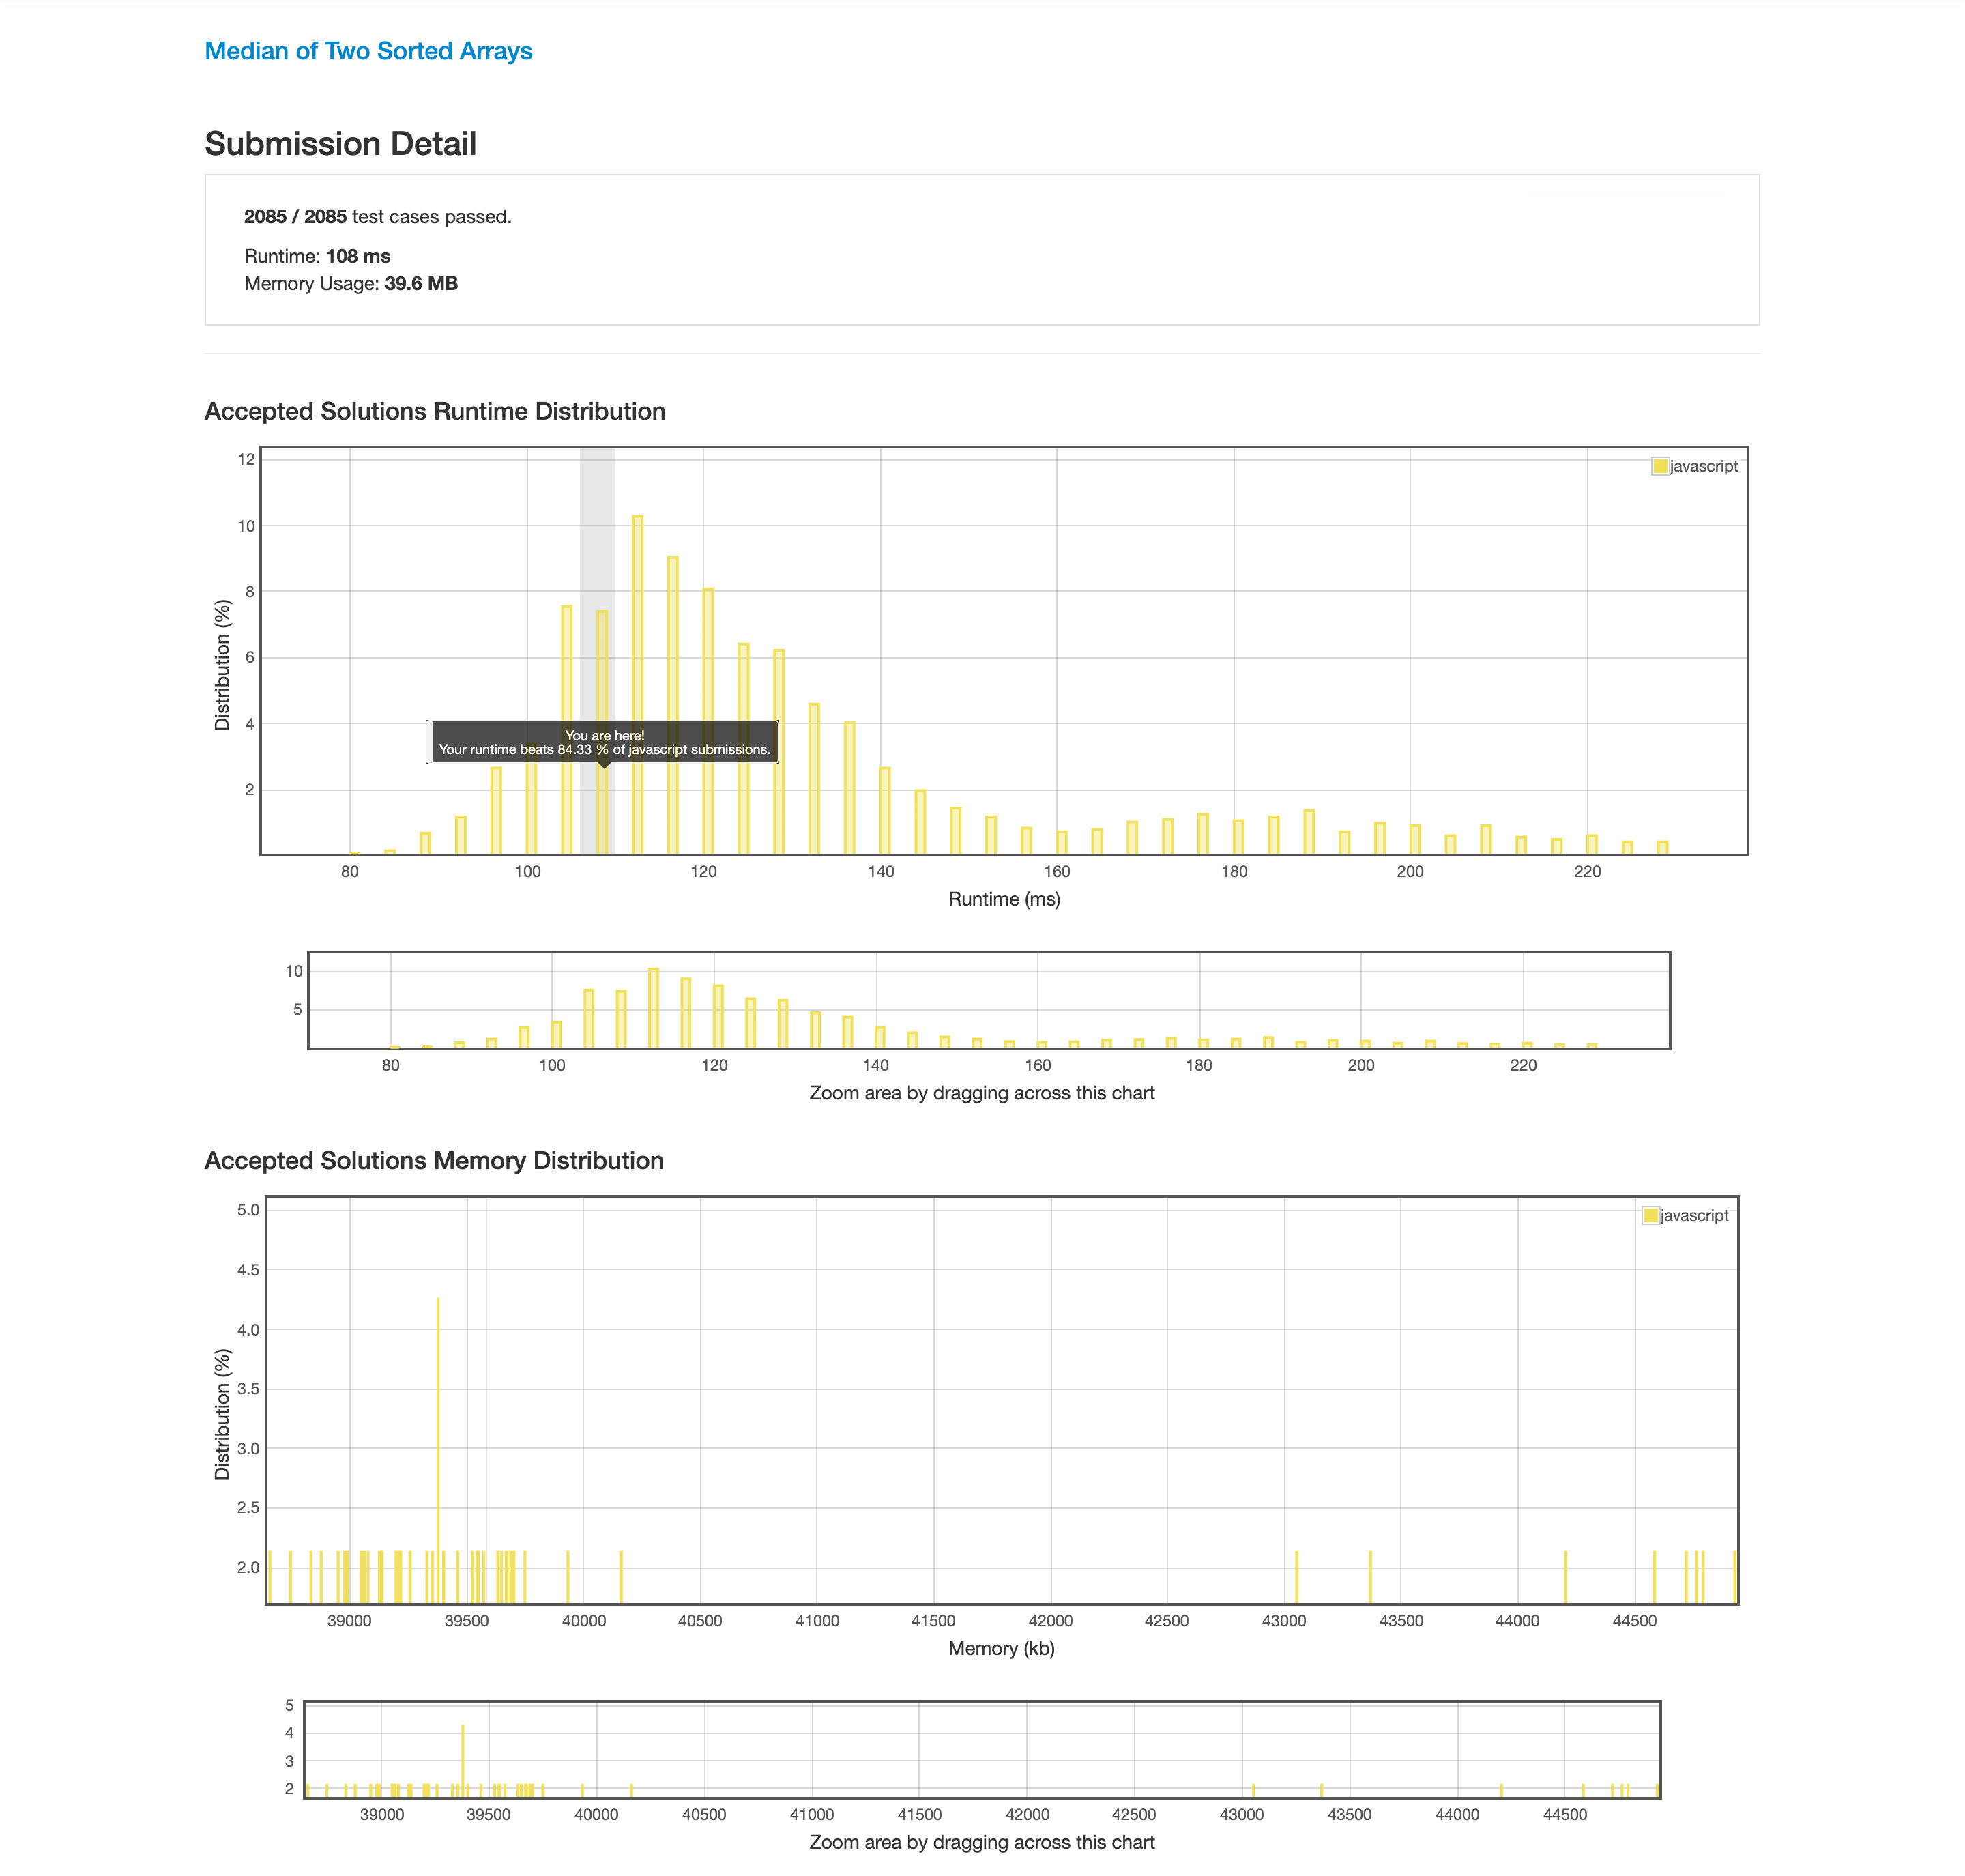 Median of Two Sorted Arrays
Submission Detail
2085 / 2085 test cases passed.
Runtime: 108 ms
Memory Usage: 39.6 MB
Accepted Solutions Runtime Distribution
12
10
8
6
4
2
Distribution (%)
javascript
You are here!
Your runtime beats 84.33 % of javascript submissions.
80 100 120 140 160 180 200 220
Runtime (ms)
10
5
80 100 120 140 160 180 200 220
Zoom area by dragging across this chart
Accepted Solutions Memory Distribution
5.0
4.5
4.0
3.5
3.0
2.5
2.0
Distribution (%)
javascript
39000 39500 40000 40500 41000 41500 42000 42500 43000 43500 44000 44500
Memory (kb)
5
4
3
2
39000 39500 40000 40500 41000 41500 42000 42500 43000 43500 44000 44500
Zoom area by dragging across this chart